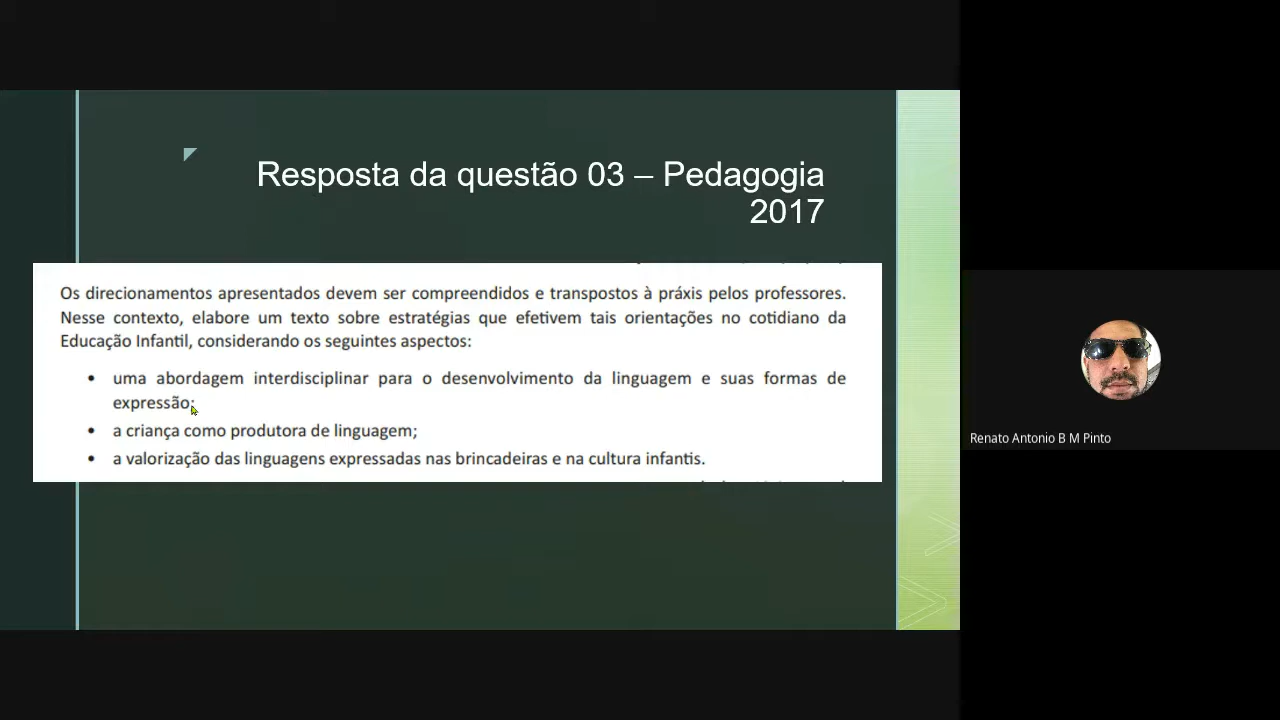 Resposta da questão 03 – Pedagogia
2017
Os direcionamentos apresentados devem ser compreendidos e transpostos à práxis pelos professores.
Nesse contexto, elabore um texto sobre estratégias que efetivem tais orientações no cotidiano da
Educação Infantil, considerando os seguintes aspectos:
• uma abordagem interdisciplinar para o desenvolvimento da linguagem e suas formas de
expressão;
• a criança como produtora de linguagem;
• a valorização das linguagens expressadas nas brincadeiras e na cultura infantis.
Renato Antonio B M Pinto